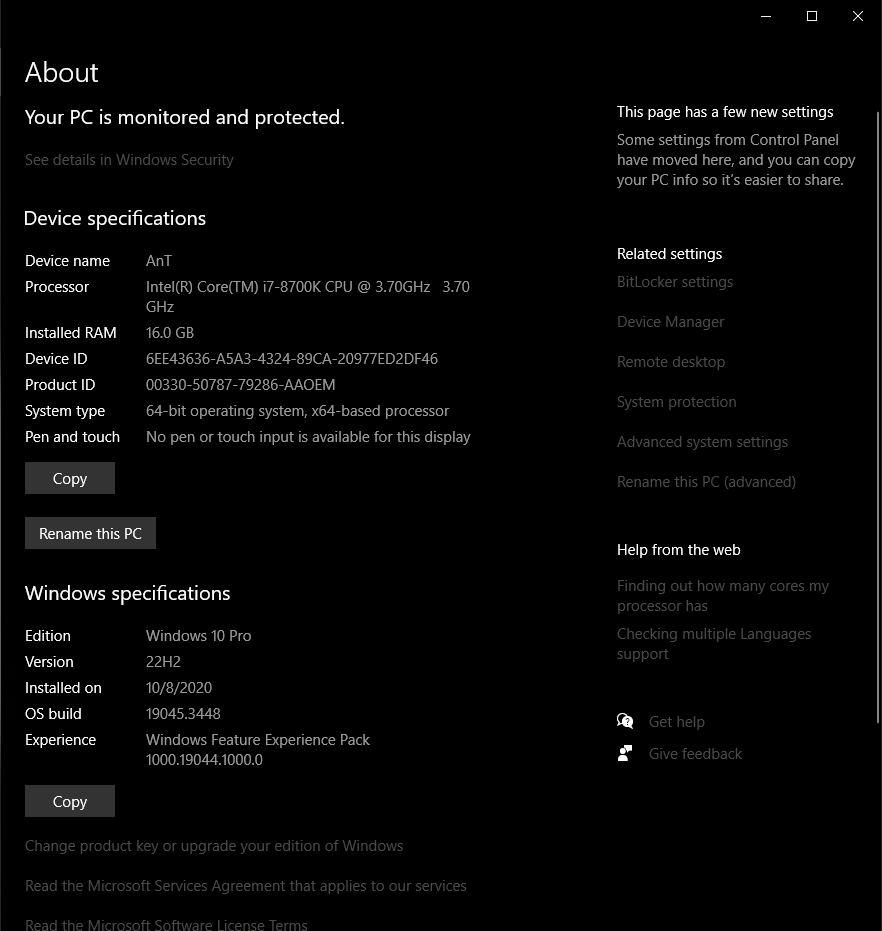 About
Your PC is monitored and protected.
See details in Windows Security
Device specifications
Device name AnT
Processor Intel(R) Core(TM) i7-8700K CPU @ 3.70GHz 3.70
GHz
Installed RAM 16.0 GB
Device ID 6EE43636-A5A3-4324-89CA-20977ED2DF46
Product ID 00330-50787-79286-AAOEM
System type 64-bit operating system, x64-based processor
Pen and touch No pen or touch input is available for this display
Copy
Rename this PC
Windows specifications
Edition Windows 10 Pro
Version 22H2
Installed on 10/8/2020
OS build 19045.3448
Experience Windows Feature Experience Pack
1000.19044.1000.0
Copy
Change product key or upgrade your edition of Windows
Read the Microsoft Services Agreement that applies to our services
Read the Microsoft Software License Terms
This page has a few new settings
Some settings from Control Panel
have moved here, and you can copy
your PC info so it's easier to share.
Related settings
BitLocker settings
Device Manager
Remote desktop
System protection
Advanced system settings
Rename this PC (advanced)
Help from the web
Finding out how many cores my
processor has
Checking multiple Languages
support
Get help
Give feedback